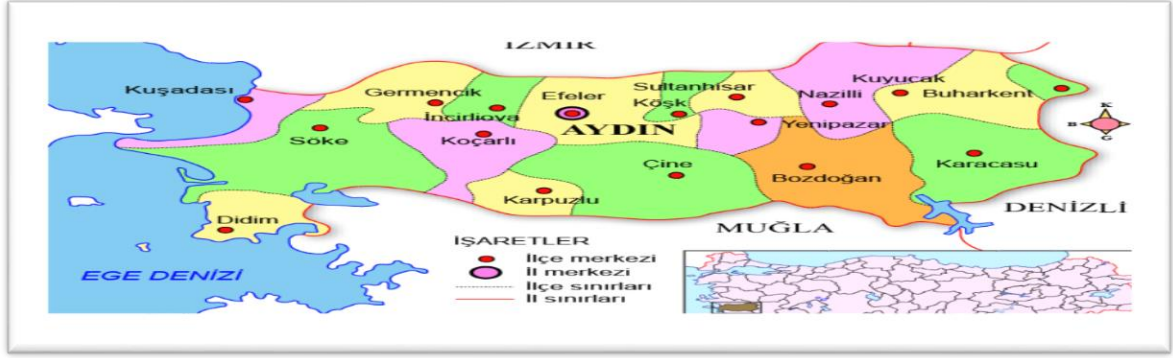 İZMİR
Kuşadası
Germencik
İncirliova
Efeler
Sultanhisar
Köşk
Nazilli
Kuyucak
Buharkent
AYDIN
Yenipazar
Söke
Koçarlı
Çine
Bozdoğan
Karacasu
Karpuzlu
Didim
K
B
G
DENİZLİ
MUĞLA
EGE DENİZİ
İŞARETLER
İlçe merkezi
İl merkezi
İlçe sınırları
İl sınırları